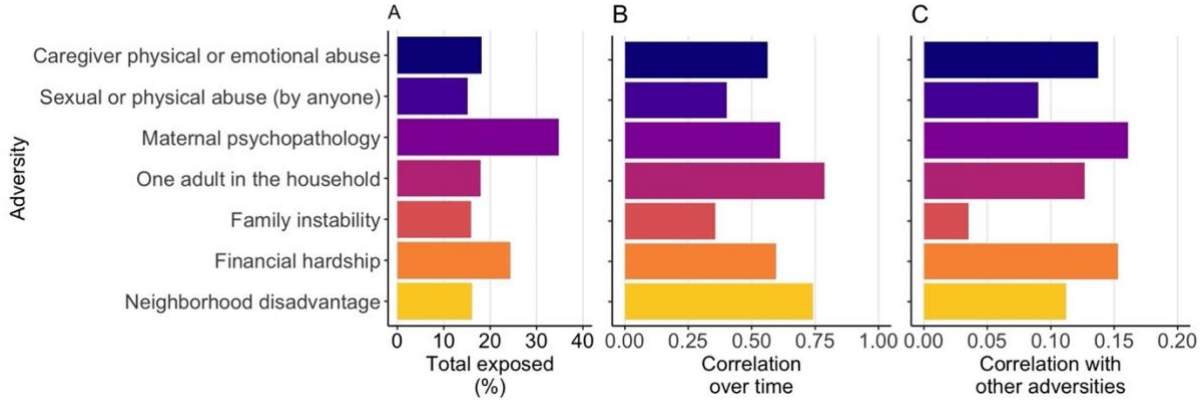 A
B
C
Adversity
Caregiver physical or emotional abuse
Sexual or physical abuse (by anyone)
Maternal psychopathology
One adult in the household
Family instability
Financial hardship
Neighborhood disadvantage
0 10 20 30 40
0.00 0.25 0.50 0.75 1.00
0.00 0.05 0.10 0.15 0.20
Total exposed
(%)
Correlation
over time
Correlation with
other adversities